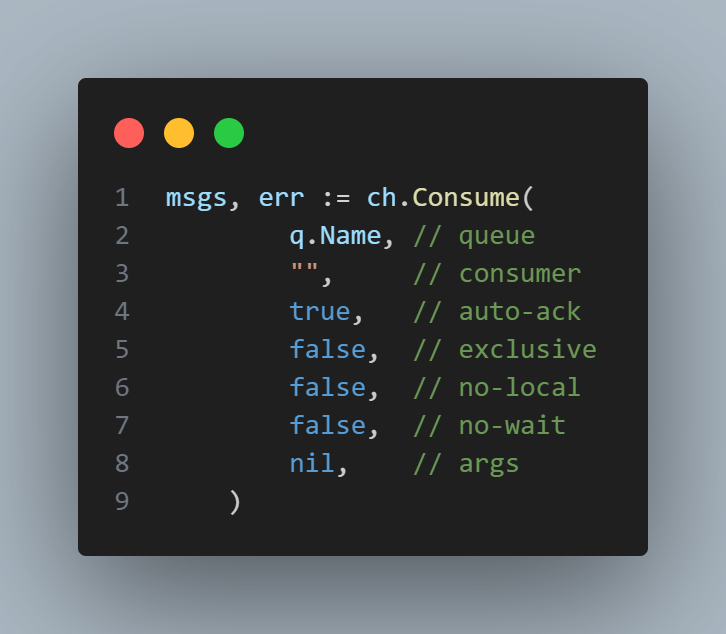 1 msgs, err := ch.Consume(
2 q.Name, // queue
3 "", // consumer
4 true, // auto-ack
5 false, // exclusive
6 false, // no-local
7 false, // no-wait
8 nil, // args
9 )